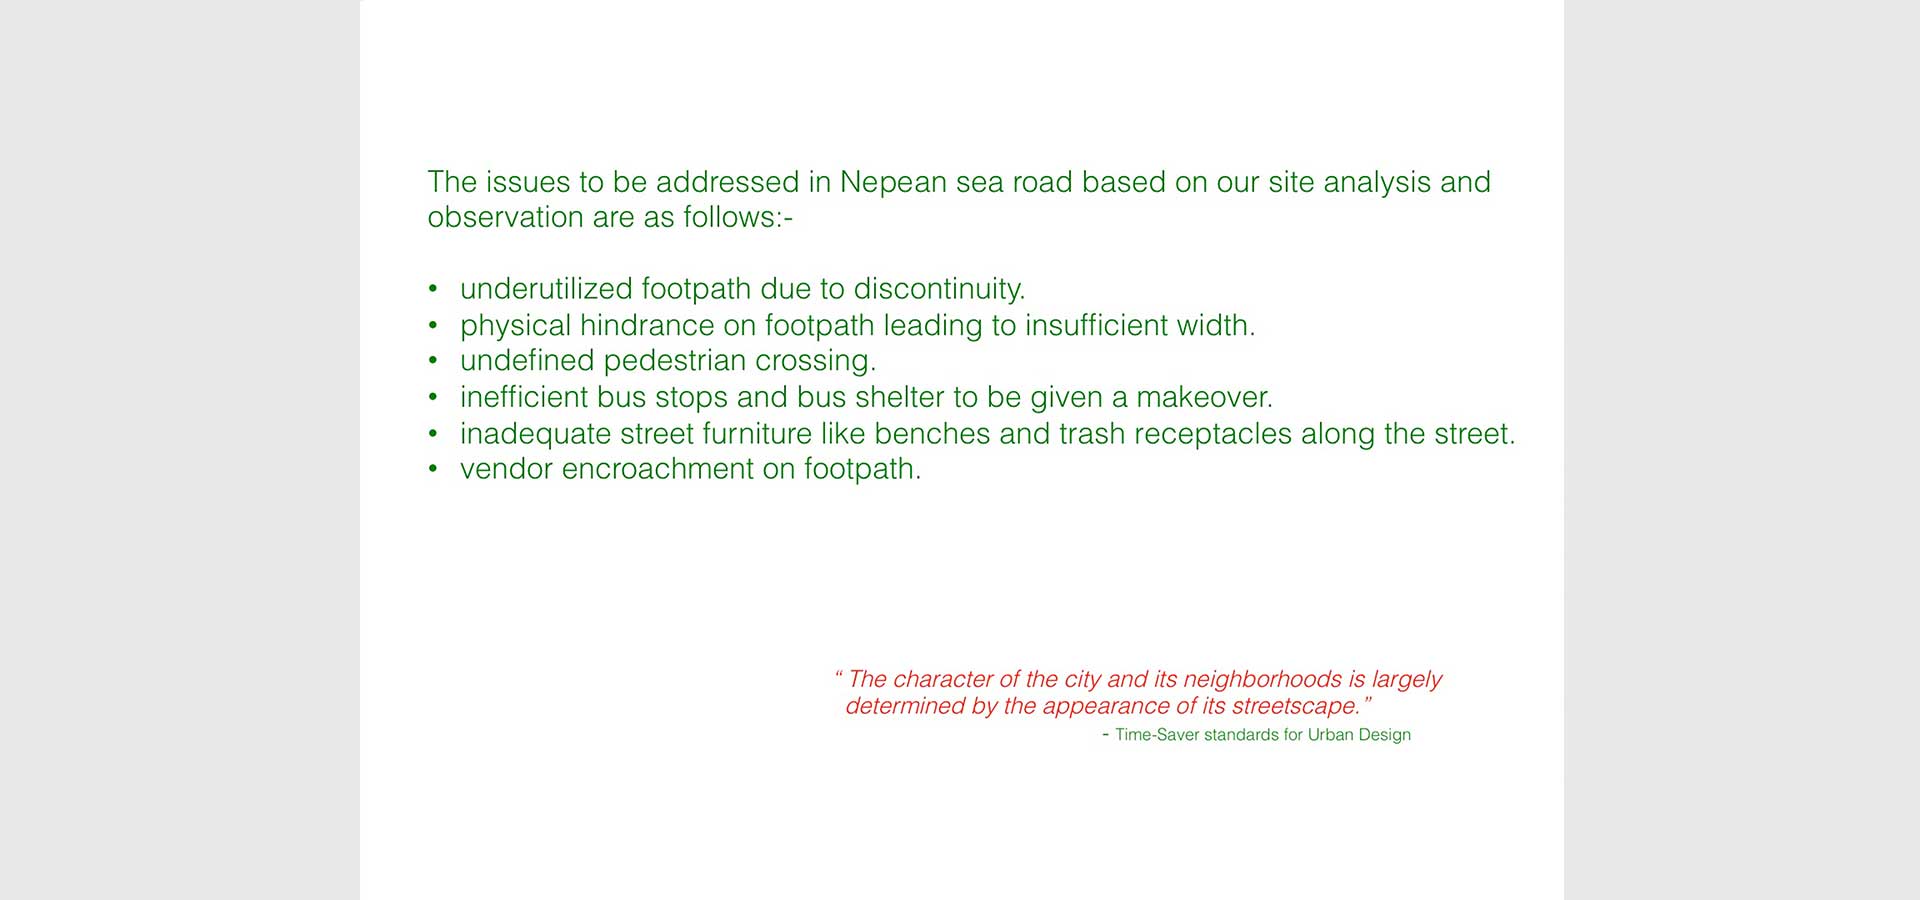 The issues to be addressed in Nepean sea road based on our site analysis and
observation are as follows:-
• underutilized footpath due to discontinuity.
• physical hindrance on footpath leading to insufficient width.
• undefined pedestrian crossing.
• inefficient bus stops and bus shelter to be given a makeover.
• inadequate street furniture like benches and trash receptacles along the street.
• vendor encroachment on footpath.
“ The character of the city and its neighborhoods is largely
determined by the appearance of its streetscape.”
- Time-Saver standards for Urban Design